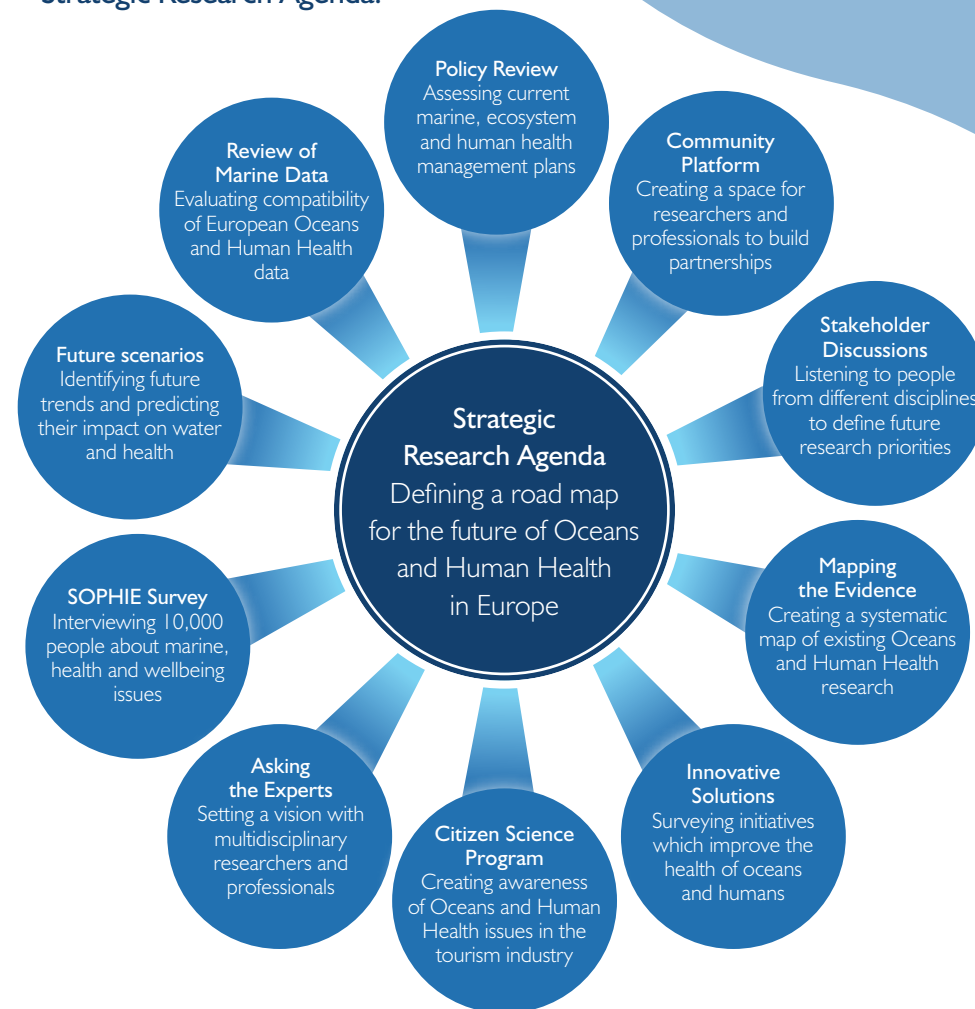 Strategic Research Agenda.
Policy Review
Assessing current
marine, ecosystem
and human health
management plans
Community
Platform
Creating a space for
researchers and
professionals to build
partnerships
Stakeholder
Discussions
Listening to people
from different disciplines
to define future
research priorities
Mapping
the Evidence
Creating a systematic
map of existing Oceans
and Human Health
research
Innovative
Solutions
Surveying initiatives
which improve the
health of oceans
and humans
Citizen Science
Program
Creating awareness
of Oceans and Human
Health issues in the
tourism industry
Asking
the Experts
Setting a vision with
multidisciplinary
researchers and
professionals
SOPHIE Survey
Interviewing 10,000
people about marine,
health and wellbeing
issues
Future scenarios
Identifying future
trends and predicting
their impact on water
and health
Review of
Marine Data
Evaluating compatibility
of European Oceans
and Human Health
data
Strategic
Research Agenda
Defining a road map
for the future of Oceans
and Human Health
in Europe